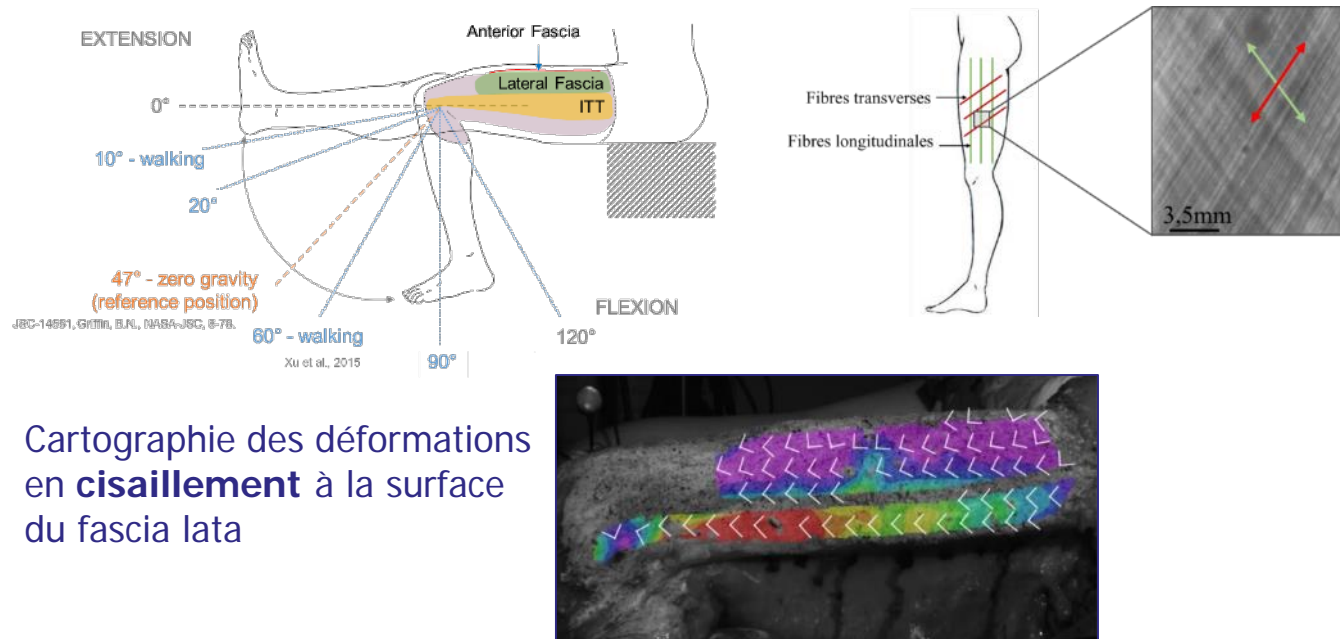 EXTENSION
Anterior Fascia
Lateral Fascia
ITT
0°
10° - walking
20°
47° - zero gravity
(reference position)
JSC-14551, Griffin, B.N., NASA-JSC, 6-78.
60° - walking
Xu et al., 2015
90°
120°
FLEXION
Fibres transverses
Fibres longitudinales
3,5mm
Cartographie des déformations
en cisaillement à la surface
du fascia lata